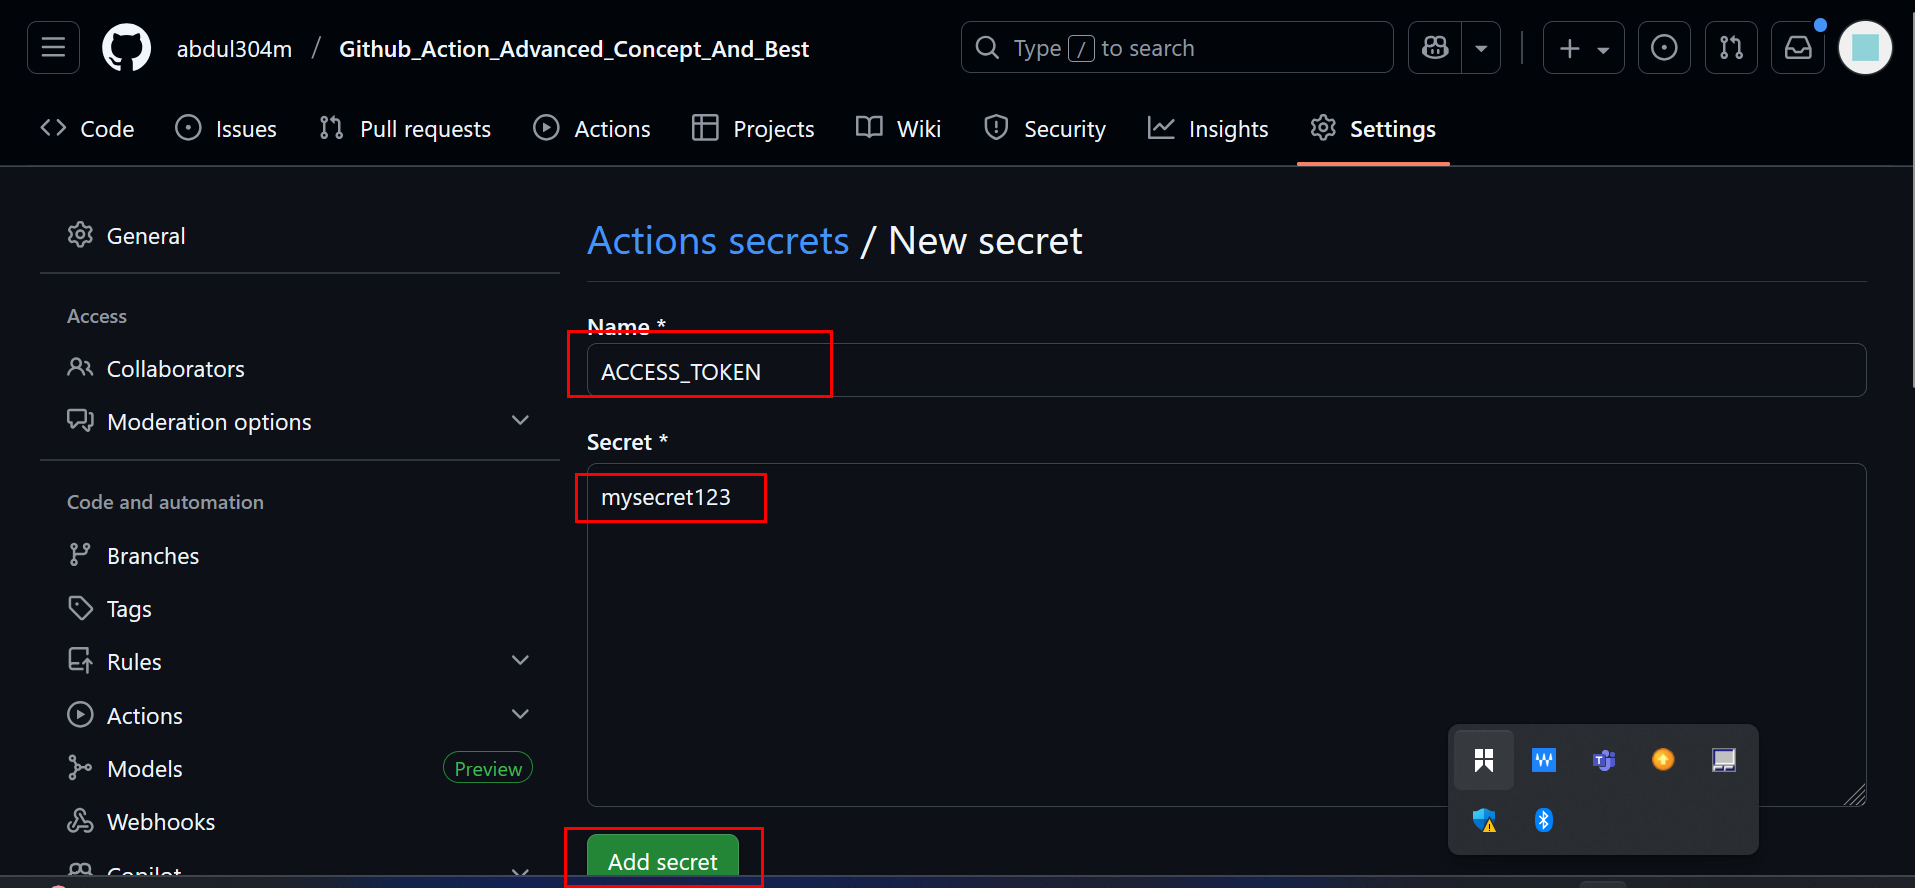 abdul304m / Github_Action_Advanced_Concept_And_Best
Type / to search
Code Issues Pull requests Actions Projects Wiki Security Insights Settings
General
Access
Collaborators
Moderation options
Code and automation
Branches
Tags
Rules
Actions
Models Preview
Webhooks
Copilot
Actions secrets / New secret
Name *
ACCESS_TOKEN
Secret *
mysecret123
Add secret